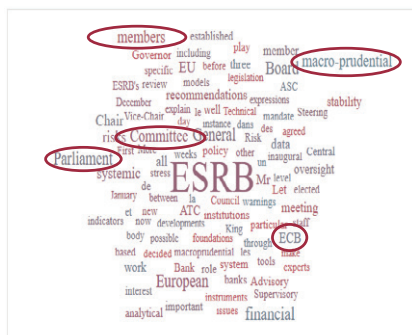 members established
Governor including play member macro-prudential
specific EU before three Board
ESRB's review models legislation ASC
December recommendations expressions stability
Vice-Chair explain le well Technical mandate Steering
Chair day instance dans des agreed
risks Committee General Risk data
First More policy other inaugural Central
Parliament all weeks un oversight
systemic stress ESRB Mr level Let elected
de
January between la Council warnings meeting
et new ATC institutions particular staff
indicators now developments King through ECB
body possible foundations make
based decided macroprudential les tools experts
work Bank role system Advisory
interest European banks Supervisory
analytical important instruments issues financial